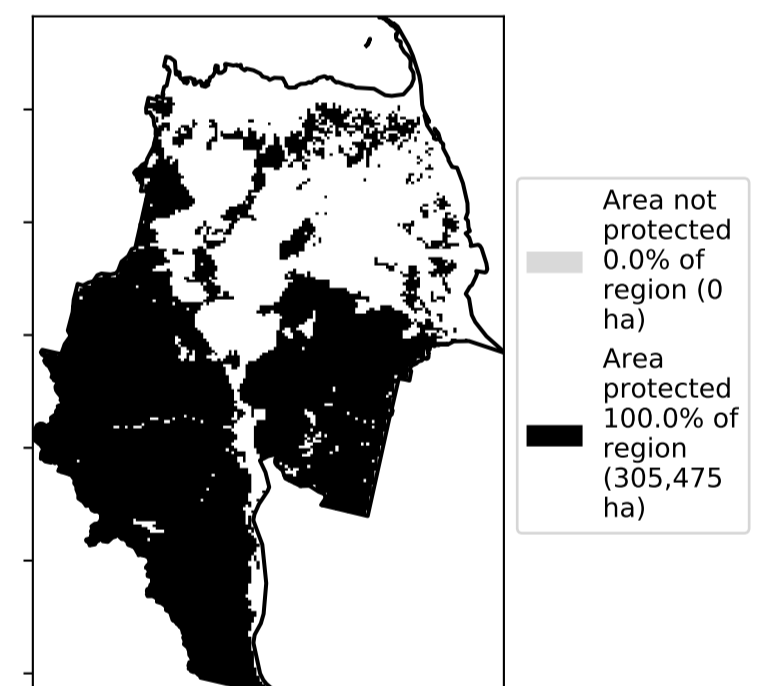 Area not
protected
0.0% of
region (0
ha)
Area
protected
100.0% of
region
(305,475
ha)